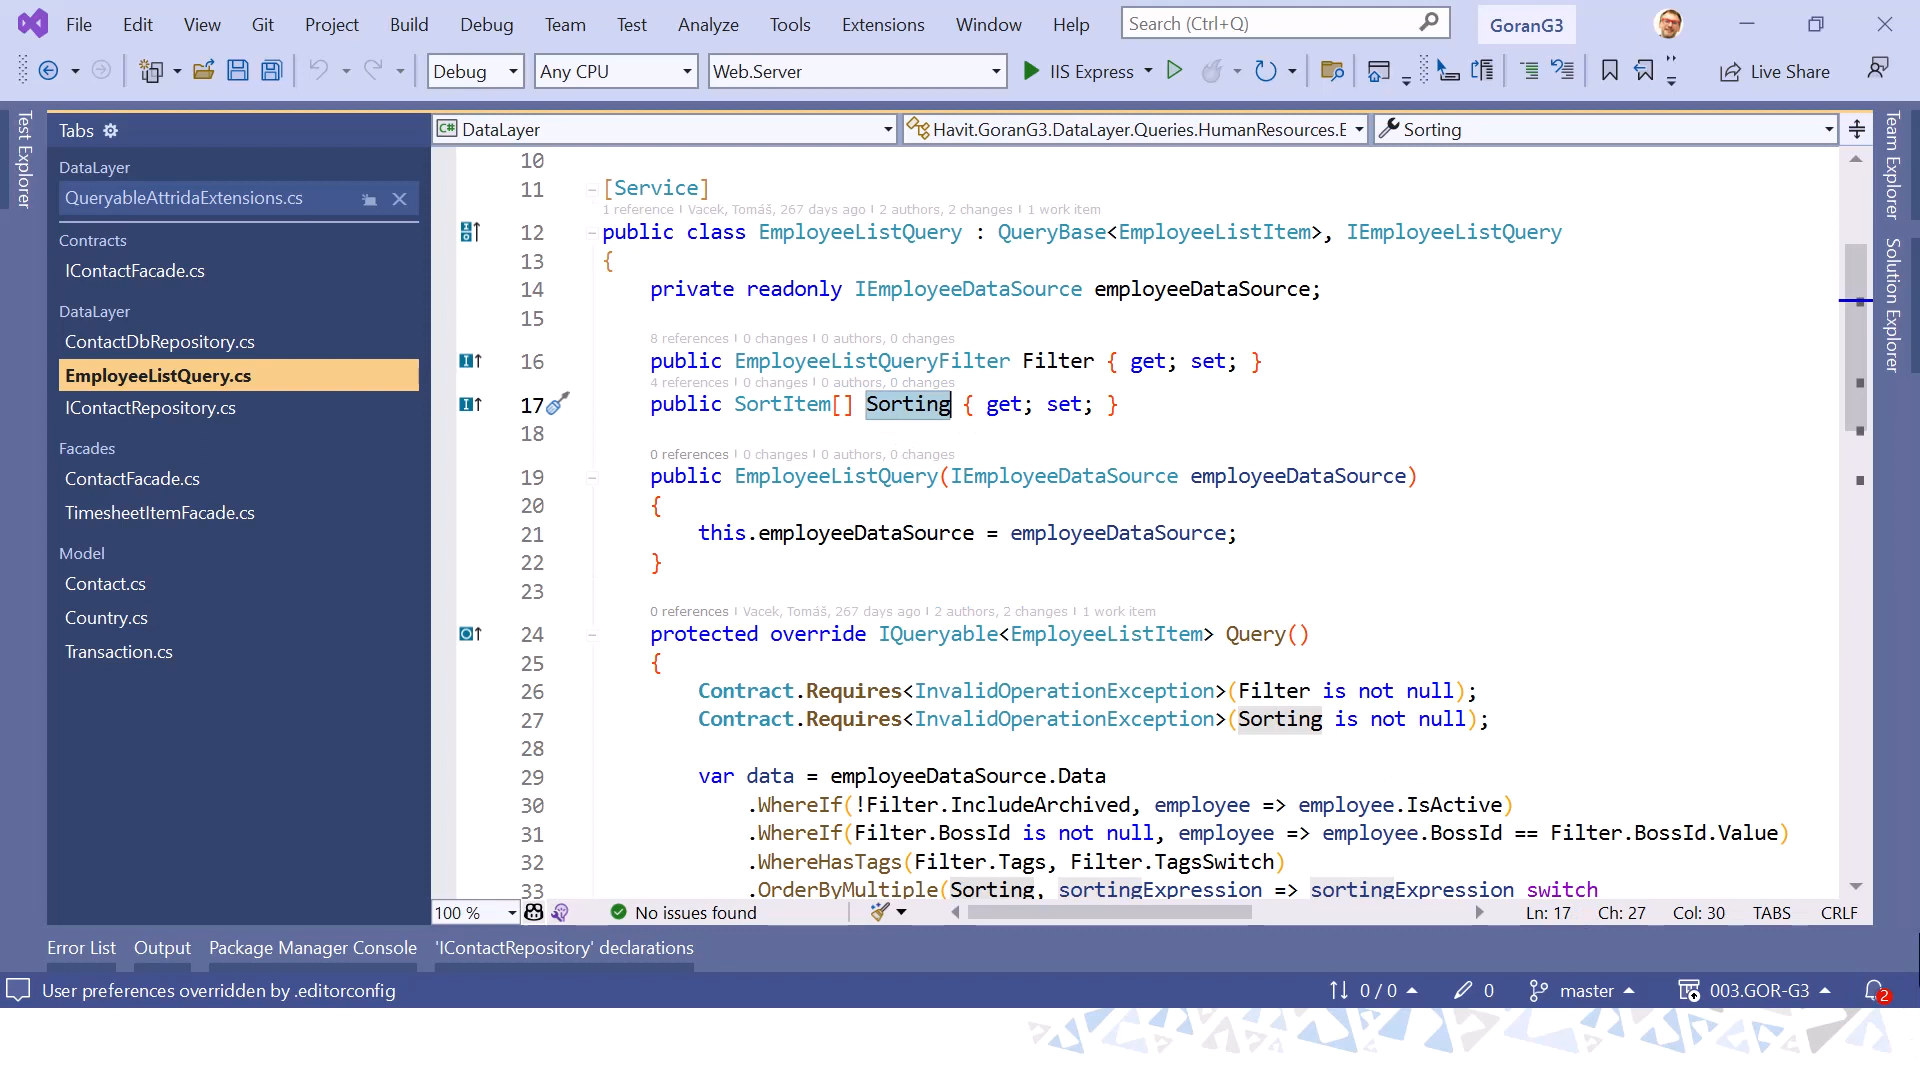 File Edit View Git Project Build Debug Team Test Analyze Tools Extensions Window Help Search (Ctrl+Q) GoranG3
Debug Any CPU Web.Server IIS Express Live Share
Test Explorer
Tabs
DataLayer
QueryableAttridaExtensions.cs
Contracts
IContactFacade.cs
DataLayer
ContactDbRepository.cs
EmployeeListQuery.cs
IContactRepository.cs
Facades
ContactFacade.cs
TimesheetItemFacade.cs
Model
Contact.cs
Country.cs
Transaction.cs
DataLayer Havit.GoranG3.DataLayer.Queries.HumanResources.E Sorting
10
11 [Service]
1 reference | Vacek, Tomáš, 267 days ago | 2 authors, 2 changes | 1 work item
12 public class EmployeeListQuery : QueryBase<EmployeeListItem>, IEmployeeListQuery
13 {
14 private readonly IEmployeeDataSource employeeDataSource;
15
8 references | 0 changes | 0 authors, 0 changes
16 public EmployeeListQueryFilter Filter { get; set; }
4 references | 0 changes | 0 authors, 0 changes
17 public SortItem[] Sorting { get; set; }
18
0 references | 0 changes | 0 authors, 0 changes
19 public EmployeeListQuery(IEmployeeDataSource employeeDataSource)
20 {
21 this.employeeDataSource = employeeDataSource;
22 }
23
0 references | Vacek, Tomáš, 267 days ago | 2 authors, 2 changes | 1 work item
24 protected override IQueryable<EmployeeListItem> Query()
25 {
26 Contract.Requires<InvalidOperationException>(Filter is not null);
27 Contract.Requires<InvalidOperationException>(Sorting is not null);
28
29 var data = employeeDataSource.Data
30 .WhereIf(!Filter.IncludeArchived, employee => employee.IsActive)
31 .WhereIf(Filter.BossId is not null, employee => employee.BossId == Filter.BossId.Value)
32 .WhereHasTags(Filter.Tags, Filter.TagsSwitch)
33 .OrderByMultiple(Sorting, sortingExpression => sortingExpression switch
100 % No issues found Ln: 17 Ch: 27 Col: 30 TABS CRLF
Team Explorer
Solution Explorer
Error List Output Package Manager Console 'IContactRepository' declarations
User preferences overridden by .editorconfig 0 / 0 0 master 003.GOR-G3 2